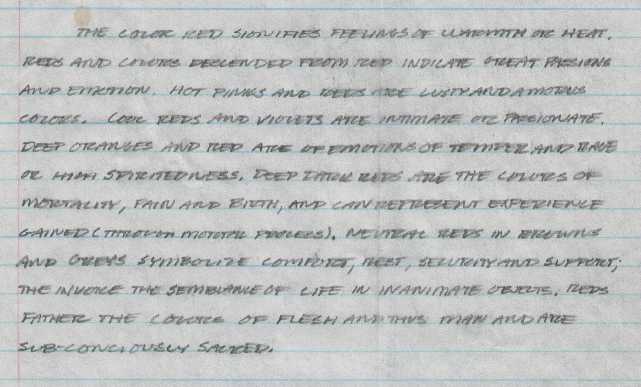 THE COLOR RED SIGNIFIES FEELINGS OF WARMTH OR HEAT.
REDS AND COLORS DESCENDED FROM RED INDICATE GREAT PASSIONS
AND EMOTION. HOT PINKS AND REDS ARE LUSTY AND AMOROUS
COLORS. COOL REDS AND VIOLETS ARE INTIMATE OR PASSIONATE.
DEEP ORANGES AND RED ARE OF EMOTIONS OF TEMPER AND RAGE
OR HIGH SPIRITEDNESS. DEEP DARK REDS ARE THE COLORS OF
MORTALITY, PAIN AND BIRTH, AND CAN REPRESENT EXPERIENCE
GAINED (THROUGH MORTAL PROCESS). NEUTRAL REDS IN BROWNS
AND GREYS SYMBOLIZE COMFORT, REST, SECURITY AND SUPPORT;
THE INVOKE THE SEMBLANCE OF LIFE IN INANIMATE OBJECTS. REDS
FATHER THE COLORS OF FLESH AND THUS MAN AND ARE
SUB-CONCIOUSLY SACRED.